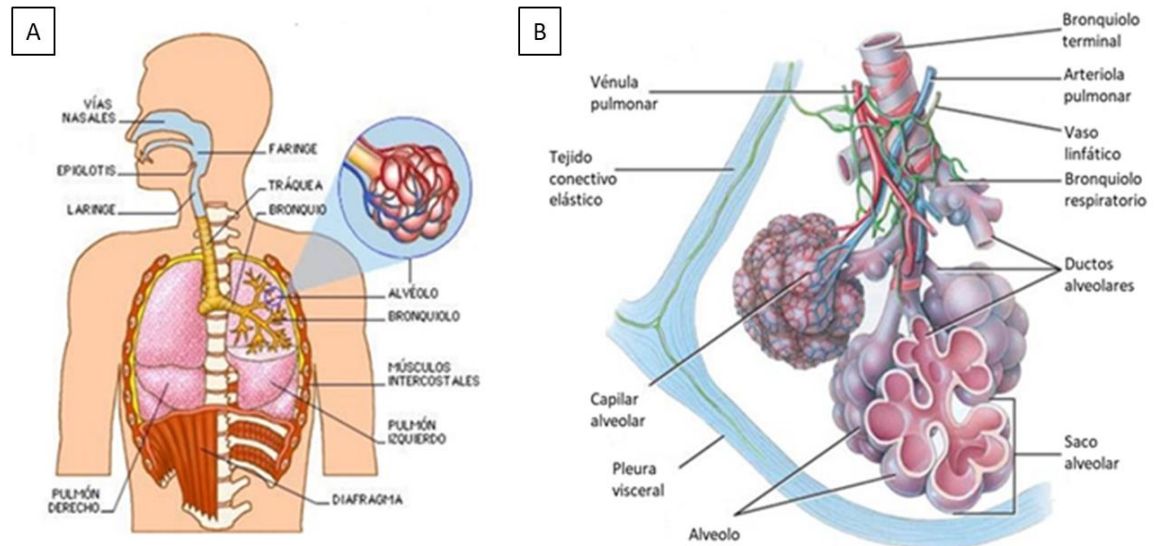 A
VÍAS
NASALES
EPIGLOTIS
LARINGE
FARINGE
TRÁQUEA
BRONQUIO
ALVÉOLO
BRONQUIOLO
MÚSCULOS
INTERCOSTALES
PULMÓN
IZQUIERDO
DIAFRAGMA
PULMÓN
DERECHO
B
Bronquiolo
terminal
Vénula
pulmonar
Arteriola
pulmonar
Vaso
linfático
Tejido
conectivo
elástico
Bronquiolo
respiratorio
Ductos
alveolares
Capilar
alveolar
Pleura
visceral
Saco
alveolar
Alveolo